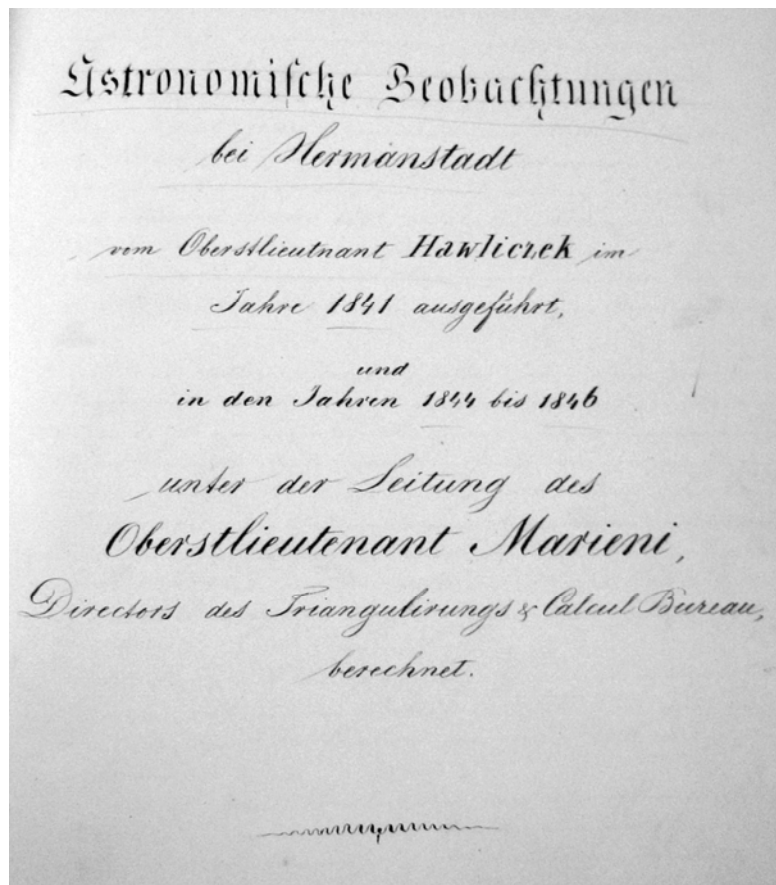 Astronomiſche Beobachtungen
bei Hermanstadt
vom Oberstlieutnant Hawliczek im
Jahre 1841 ausgeführt,
und
in den Jahren 1844 bis 1846
unter der Leitung des
Oberstlieutenant Marieni,
Directors des Triangulirungs & Calcul Bureau,
berechnet.